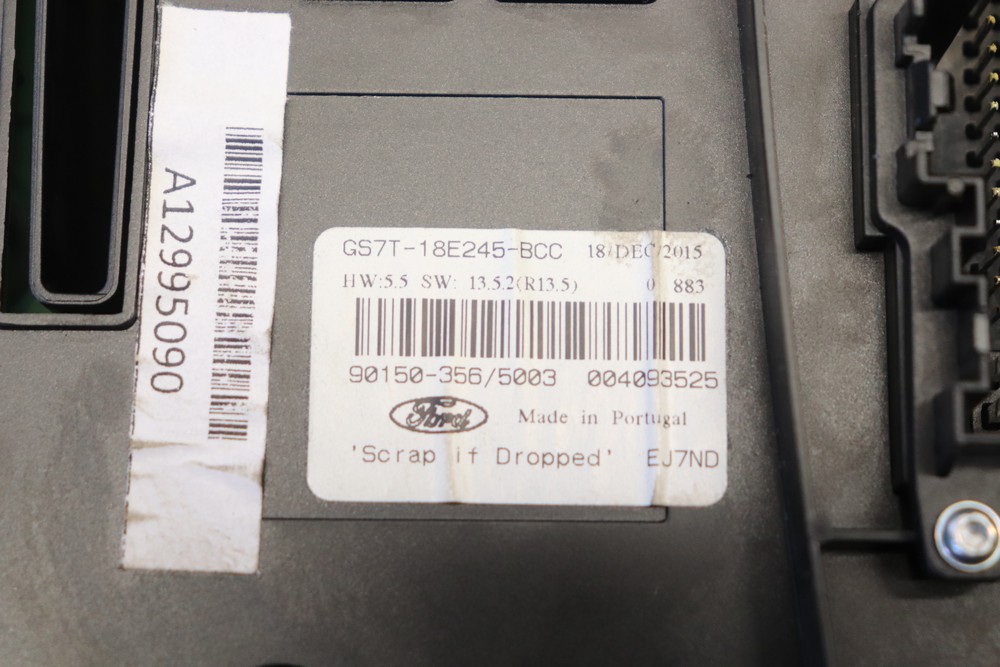 A12995090
GS7T-18E245-BCC 18/DEC/2015
HW:5.5 SW: 13.5.2(R13.5) 0 883
90150-356/5003 004093525
Ford Made in Portugal
'Scrap if Dropped' EJ7ND